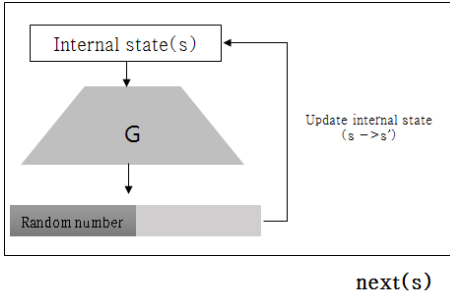 Internal state(s)
G
Update internal state
(s ->s')
Random number
next(s)